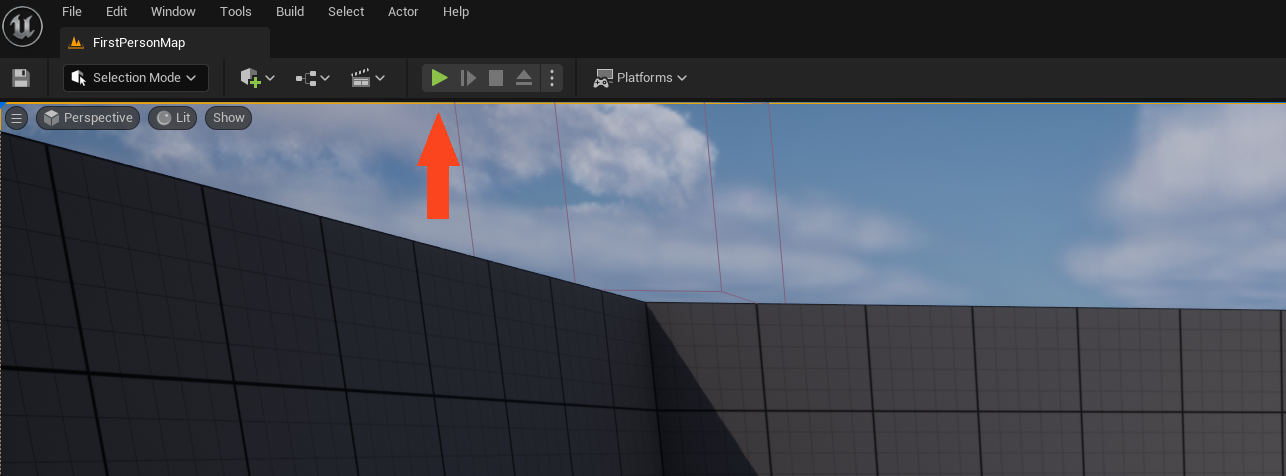 File Edit Window Tools Build Select Actor Help
FirstPersonMap
Selection Mode Platforms
Perspective Lit Show